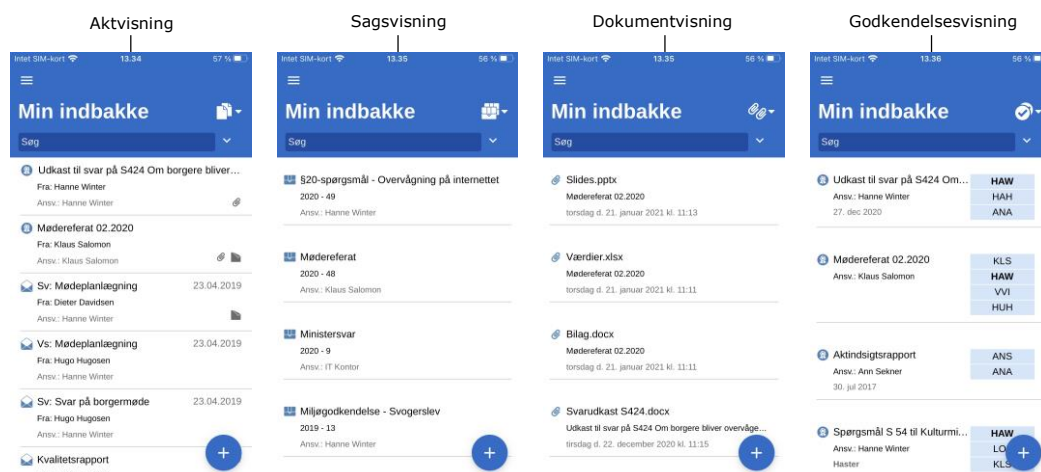 Aktvisning
Sagsvisning
Dokumentvisning
Godkendelsesvisning
Intet SIM-kort 13.34 57 %
Min indbakke
Søg
Udkast til svar på S424 Om borgere bliver...
Fra: Hanne Winter
Ansv.: Hanne Winter
Mødereferat 02.2020
Fra: Klaus Salomon
Ansv.: Klaus Salomon
Sv: Mødeplanlægning 23.04.2019
Fra: Dieter Davidsen
Ansv.: Hanne Winter
Vs: Mødeplanlægning 23.04.2019
Fra: Hugo Hugosen
Ansv.: Hanne Winter
Sv: Svar på borgermøde 23.04.2019
Fra: Hugo Hugosen
Ansv.: Hanne Winter
Kvalitetsrapport
Intet SIM-kort 13.35 56 %
Min indbakke
Søg
§20-spørgsmål - Overvågning på internettet
2020 - 49
Ansv.: Hanne Winter
Mødereferat
2020 - 48
Ansv.: Klaus Salomon
Ministersvar
2020 - 9
Ansv.: IT Kontor
Miljøgodkendelse - Svogerslev
2019 - 13
Ansv.: Hanne Winter
Intet SIM-kort 13.35 56 %
Min indbakke
Søg
Slides.pptx
Mødereferat 02.2020
torsdag d. 21. januar 2021 kl. 11:13
Værdier.xlsx
Mødereferat 02.2020
torsdag d. 21. januar 2021 kl. 11:11
Bilag.docx
Mødereferat 02.2020
torsdag d. 21. januar 2021 kl. 11:11
Svarudkast S424.docx
Udkast til svar på S424 Om borgere bliver overvåge...
tirsdag d. 22. december 2020 kl. 11:15
Intet SIM-kort 13.36 56 %
Min indbakke
Søg
Udkast til svar på S424 Om... HAW
Ansv.: Hanne Winter HAH
27. dec 2020 ANA
Mødereferat 02.2020 KLS
Ansv.: Klaus Salomon HAW
VVI
HUH
Aktindsigtsrapport ANS
Ansv.: Ann Sekner ANA
30. jul 2017
Spørgsmål S 54 til Kulturmi... HAW
Ansv.: Hanne Winter
Haster KLS